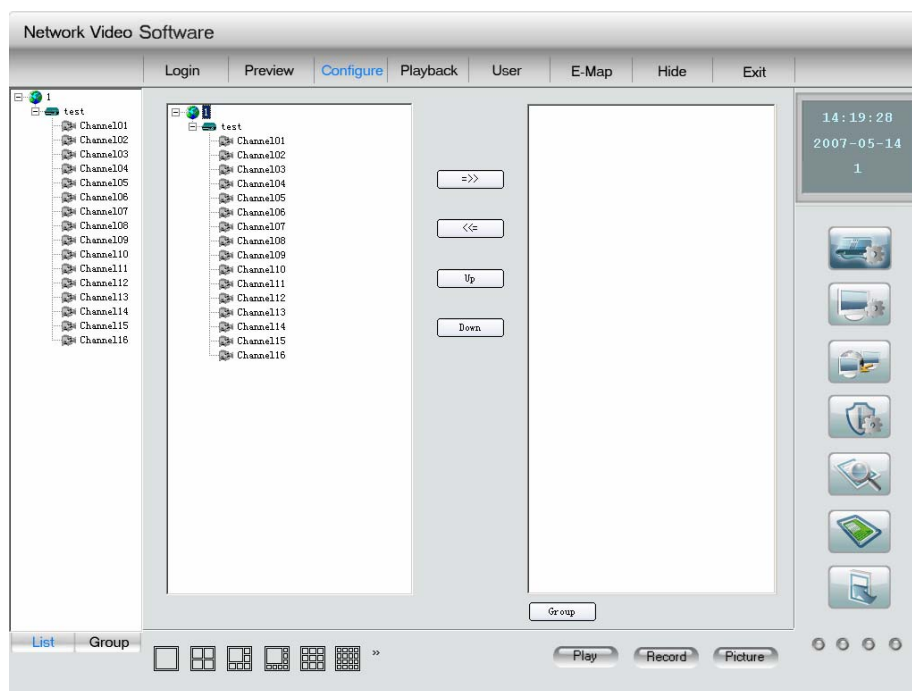 Network Video Software
Login Preview Configure Playback User E-Map Hide Exit
1
test
Channel01
Channel02
Channel03
Channel04
Channel05
Channel06
Channel07
Channel08
Channel09
Channel10
Channel11
Channel12
Channel13
Channel14
Channel15
Channel16
List Group
1
test
Channel01
Channel02
Channel03
Channel04
Channel05
Channel06
Channel07
Channel08
Channel09
Channel10
Channel11
Channel12
Channel13
Channel14
Channel15
Channel16
=>>
<<=
Up
Down
Group
14:19:28
2007-05-14
1
»
Play Record Picture